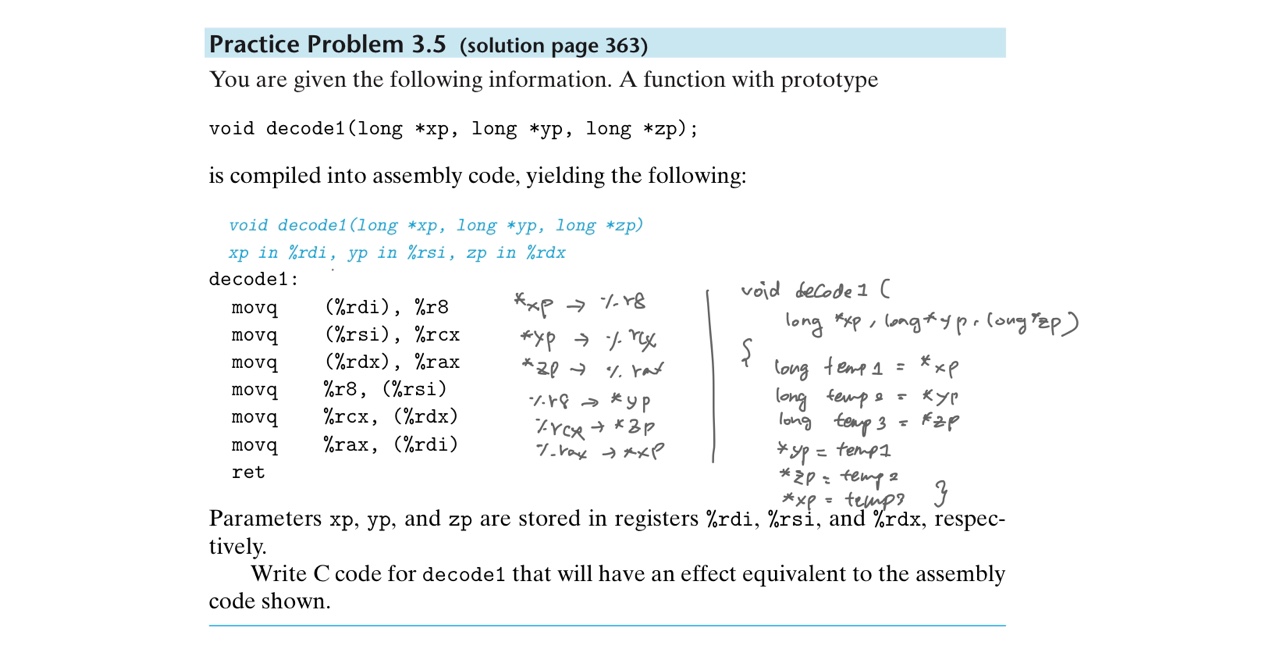 Practice Problem 3.5 (solution page 363)
You are given the following information. A function with prototype
void decode1(long *xp, long *yp, long *zp);
is compiled into assembly code, yielding the following:
void decode1(long *xp, long *yp, long *zp)
xp in %rdi, yp in %rsi, zp in %rdx
decode1:
movq (%rdi), %r8
movq (%rsi), %rcx
movq (%rdx), %rax
movq %r8, (%rsi)
movq %rcx, (%rdx)
movq %rax, (%rdi)
ret
*xp → %r8
*yp → %rcx
*zp → %rax
%r8 → *yp
%rcx → *zp
%rax → *xp
void decode1 (
long *xp, long *yp, long *zp)
{
long temp1 = *xp
long temp2 = *yp
long temp3 = *zp
*yp = temp1
*zp = temp2
*xp = temp3 }
Parameters xp, yp, and zp are stored in registers %rdi, %rsi, and %rdx, respec-
tively.
Write C code for decode1 that will have an effect equivalent to the assembly
code shown.